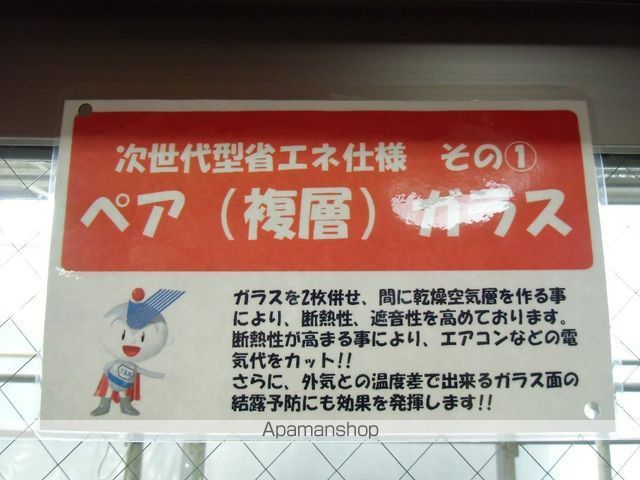 次世代型省エネ仕様 その①
ペア（複層）ガラス
ガラスを2枚併せ、間に乾燥空気層を作る事
により、断熱性、遮音性を高めております。
断熱性が高まる事により、エアコンなどの電
気代をカット!!
さらに、外気との温度差で出来るガラス面の
結露予防にも効果を発揮します!!
Apamanshop